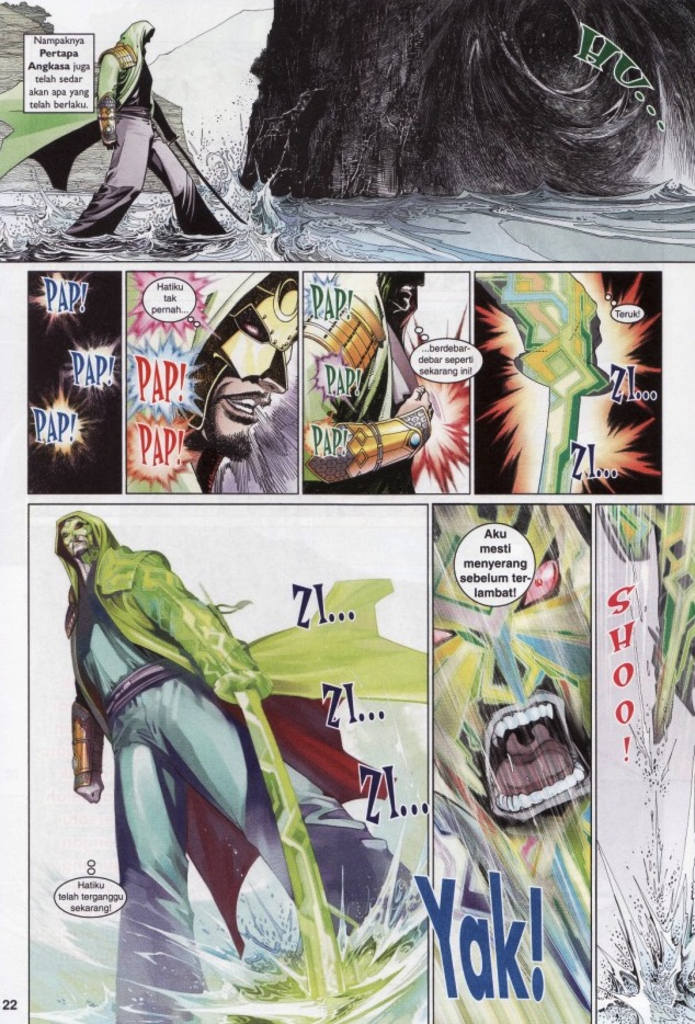 Nampaknya
Pertapa
Angkasa juga
telah sedar
akan apa yang
telah berlaku.
HU...
PAP!
PAP!
PAP!
Hatiku
tak
pernah...
PAP!
PAP!
PAP!
PAP!
PAP!
...berdebar-
debar seperti
sekarang ini!
Teruk!
ZI...
ZI...
ZI...
ZI...
ZI...
Hatiku
telah terganggu
sekarang!
Aku
mesti
menyerang
sebelum ter-
lambat!
Yak!
SHOO!
22